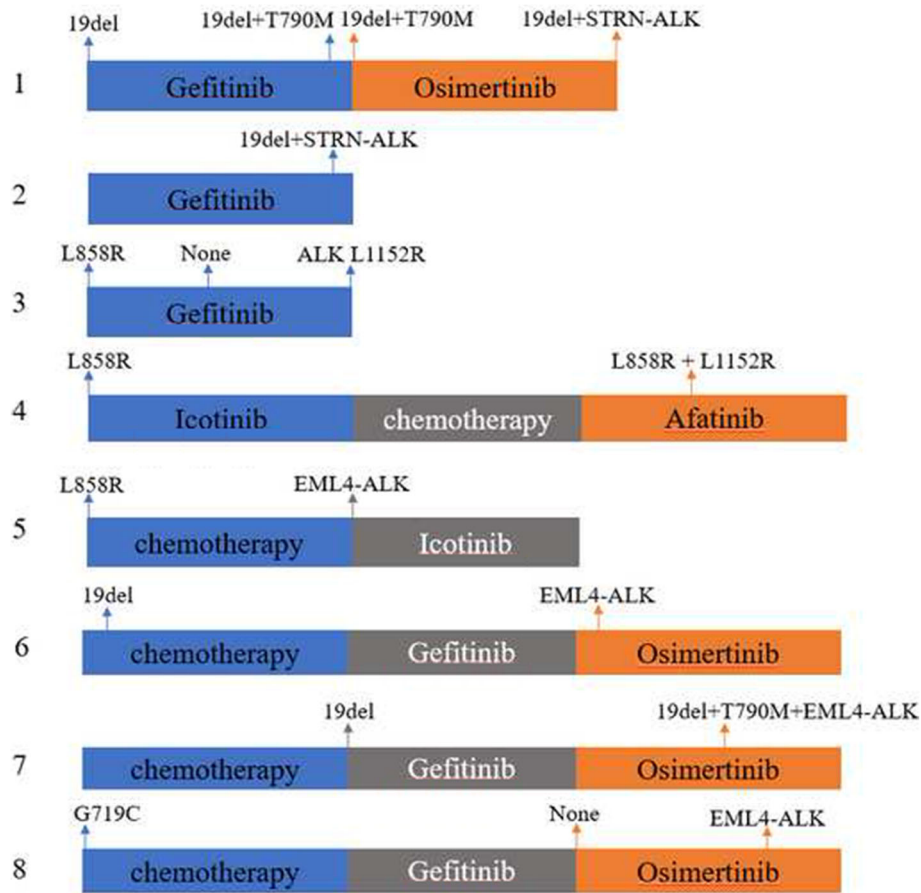 19del 19del+T790M 19del+T790M 19del+STRN-ALK
1 Gefitinib Osimertinib
19del+STRN-ALK
2 Gefitinib
L858R None ALK L1152R
3 Gefitinib
L858R L858R + L1152R
4 Icotinib chemotherapy Afatinib
L858R EML4-ALK
5 chemotherapy Icotinib
19del EML4-ALK
6 chemotherapy Gefitinib Osimertinib
19del 19del+T790M+EML4-ALK
7 chemotherapy Gefitinib Osimertinib
G719C None EML4-ALK
8 chemotherapy Gefitinib Osimertinib